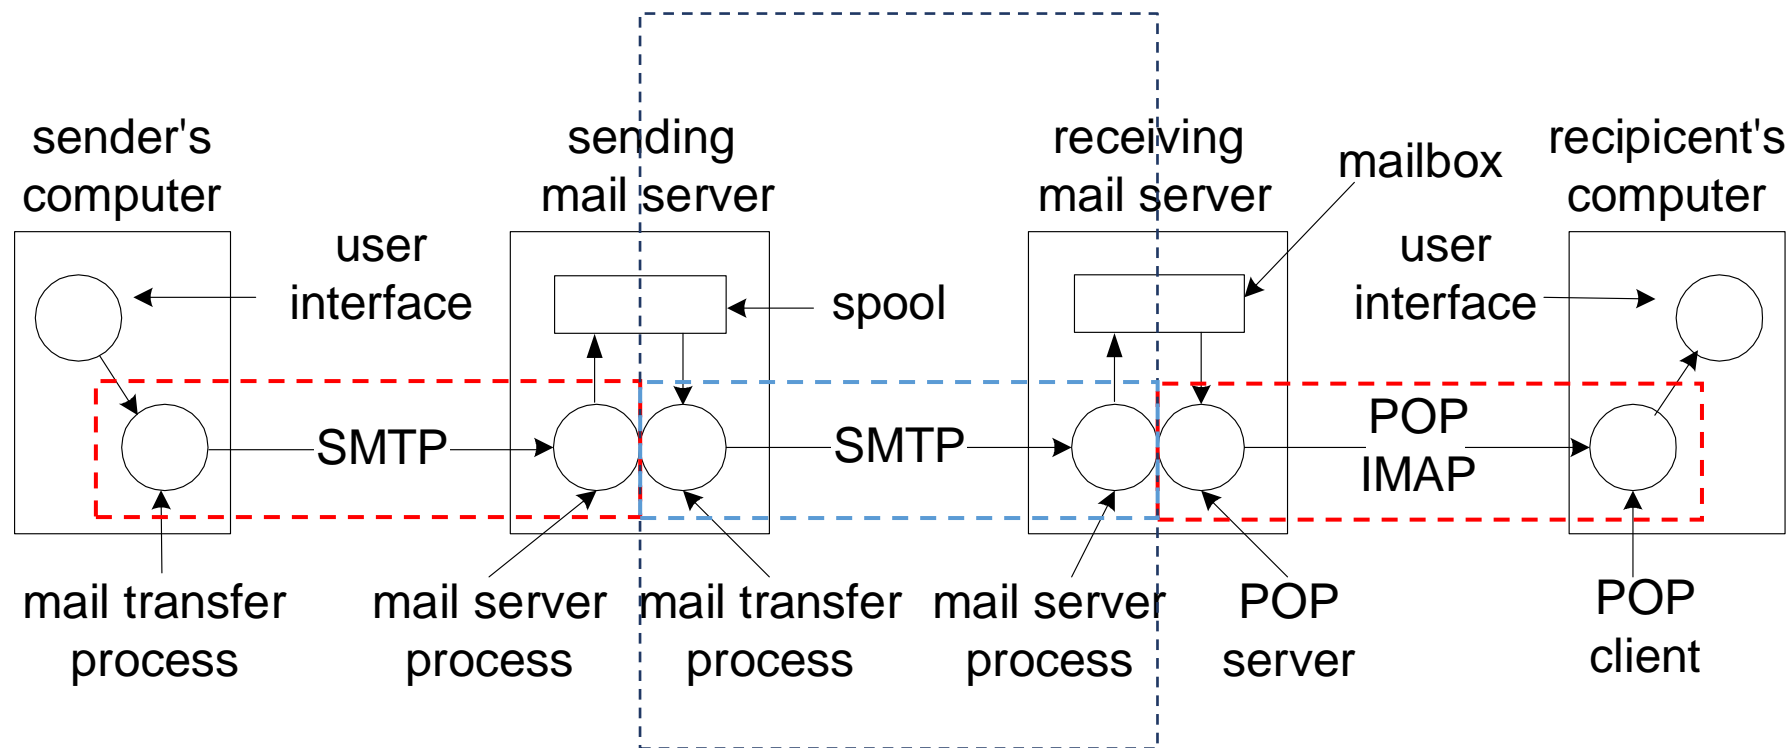 sender's
computer
sending
mail server
receiving
mail server
mailbox
recipicent's
computer
user
interface
spool
user
interface
SMTP
SMTP
POP
IMAP
mail transfer
process
mail server
process
mail transfer
process
mail server
process
POP
server
POP
client